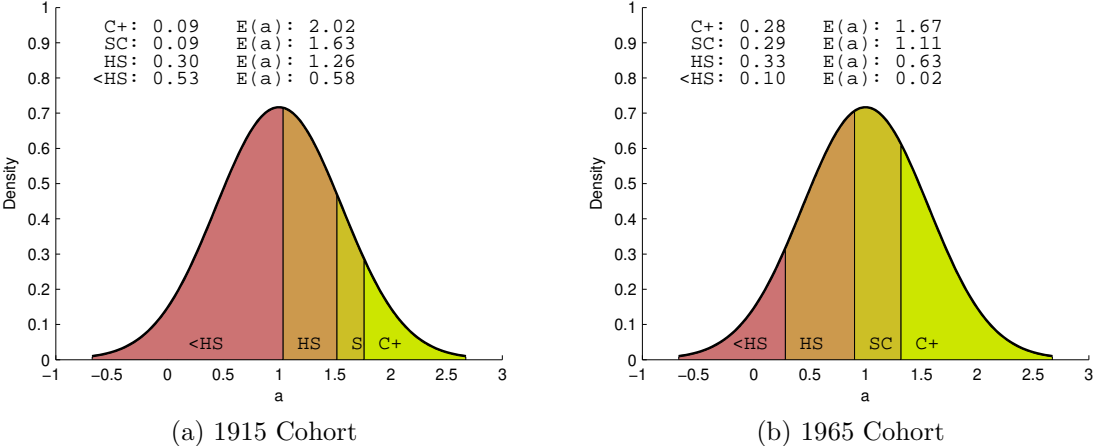 C+: 0.09 E(a): 2.02
SC: 0.09 E(a): 1.63
HS: 0.30 E(a): 1.26
<HS: 0.53 E(a): 0.58
1
0.9
0.8
0.7
0.6
0.5
0.4
0.3
0.2
0.1
0
Density
<HS HS S C+
−1 −0.5 0 0.5 1 1.5 2 2.5 3
a
(a) 1915 Cohort
C+: 0.28 E(a): 1.67
SC: 0.29 E(a): 1.11
HS: 0.33 E(a): 0.63
<HS: 0.10 E(a): 0.02
1
0.9
0.8
0.7
0.6
0.5
0.4
0.3
0.2
0.1
0
Density
<HS HS SC C+
−1 −0.5 0 0.5 1 1.5 2 2.5 3
a
(b) 1965 Cohort